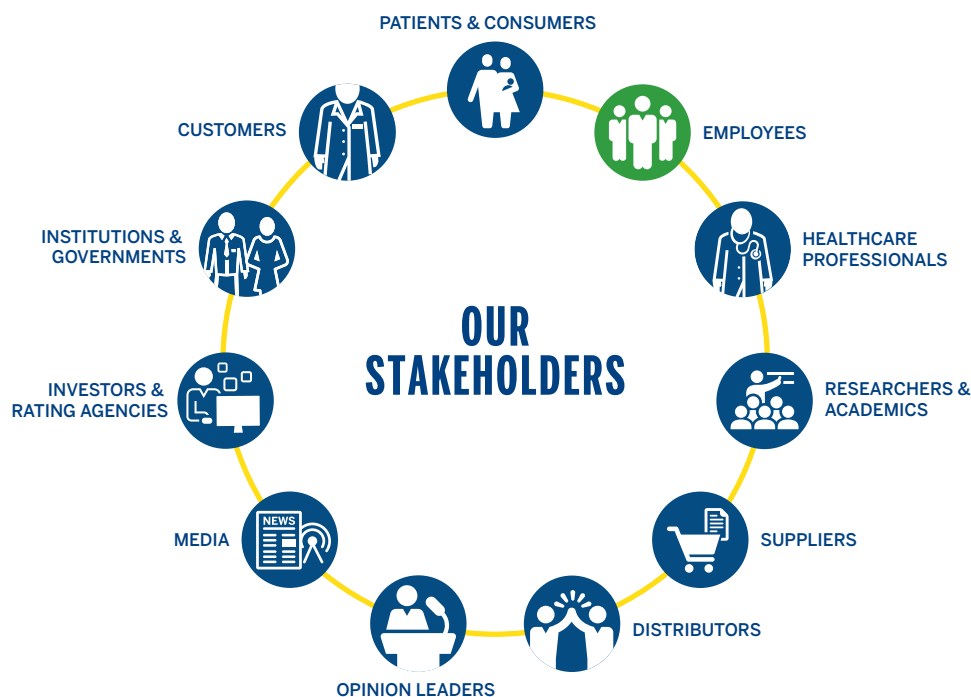 PATIENTS & CONSUMERS
CUSTOMERS
EMPLOYEES
INSTITUTIONS &
GOVERNMENTS
HEALTHCARE
PROFESSIONALS
OUR
STAKEHOLDERS
INVESTORS &
RATING AGENCIES
RESEARCHERS &
ACADEMICS
NEWS
MEDIA
SUPPLIERS
DISTRIBUTORS
OPINION LEADERS